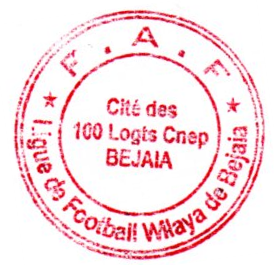 F. A. F
Ligue de Football Wilaya de Bejaia
Cité des
100 Logts Cnep
BEJAIA